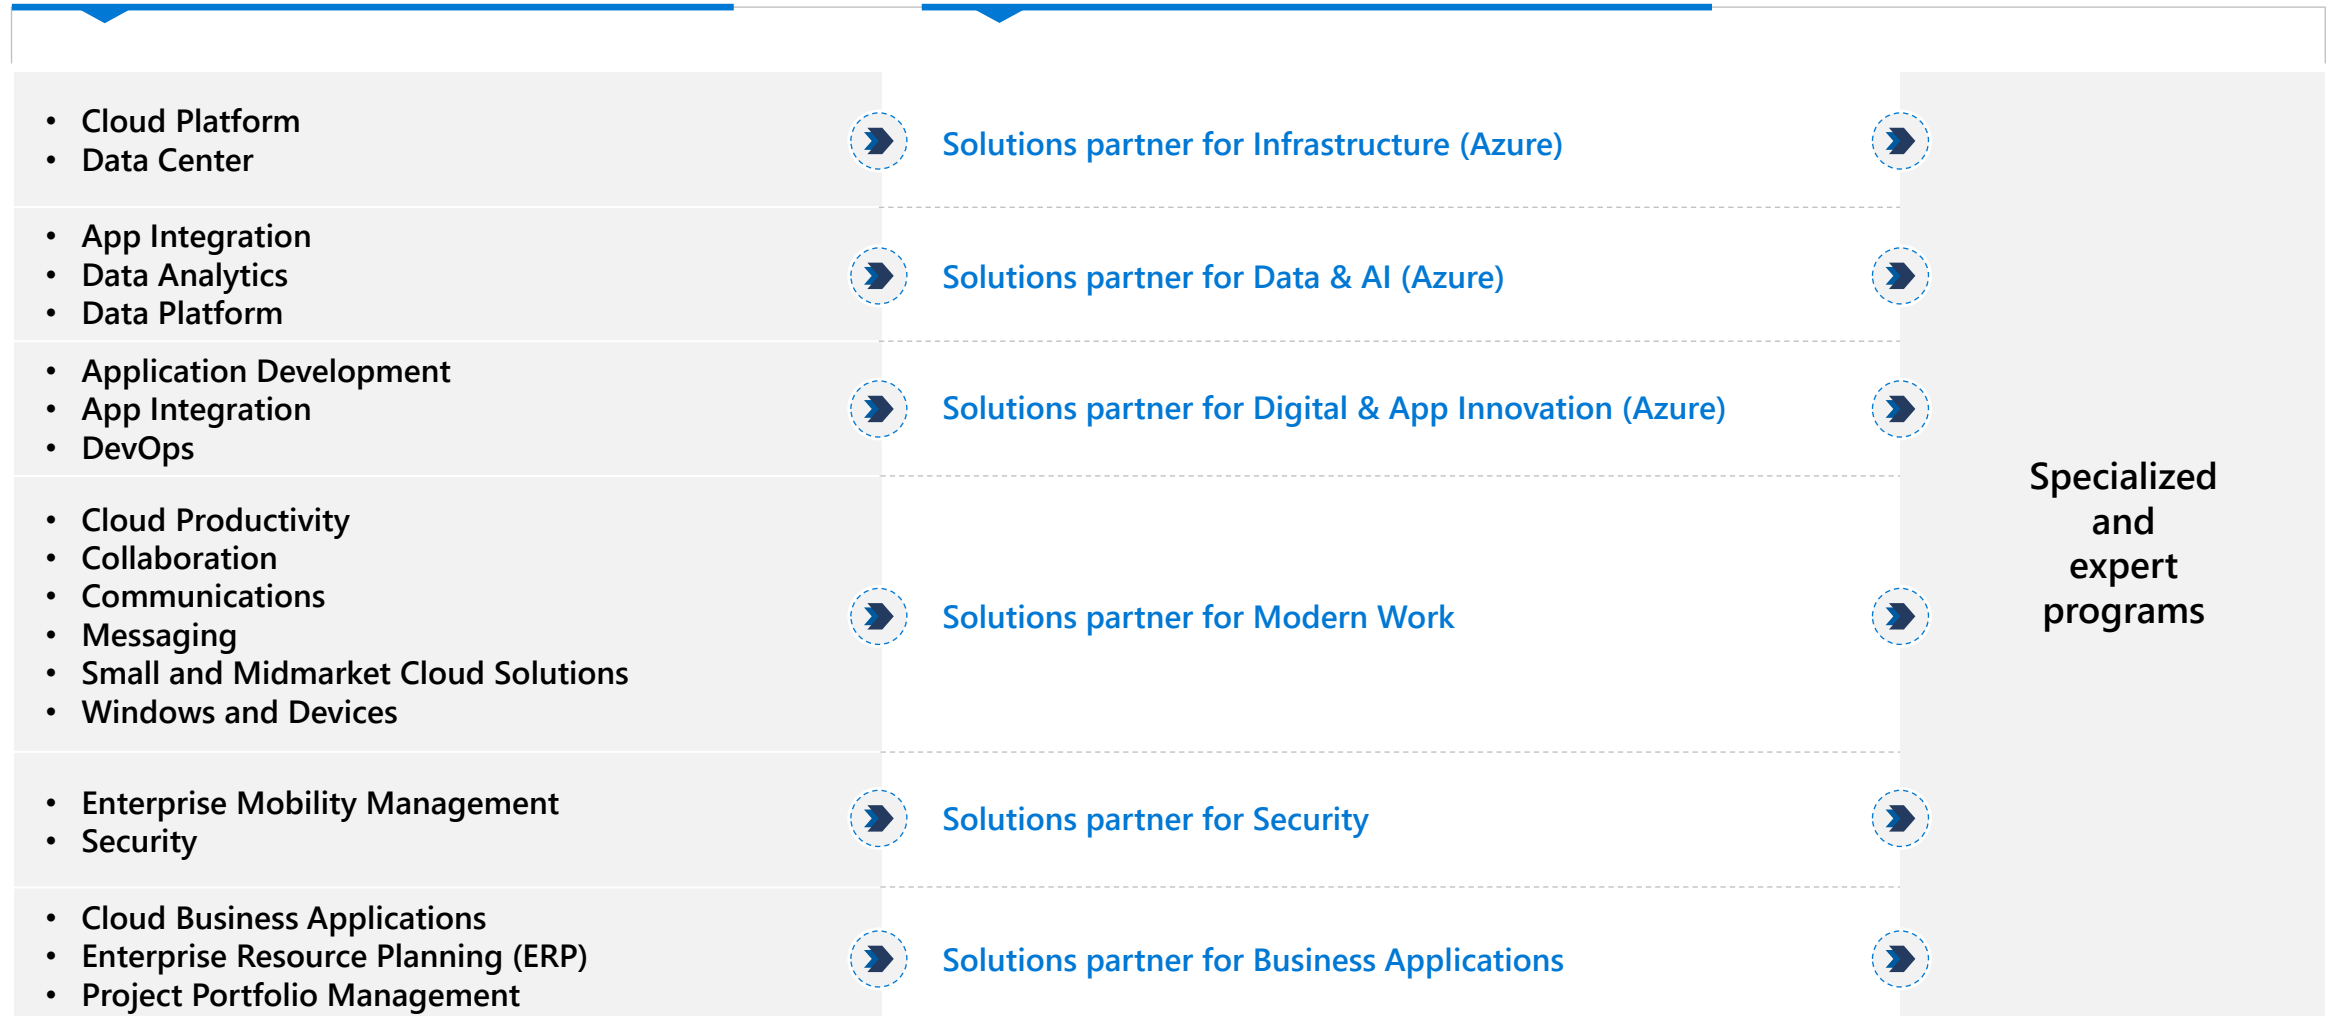 • Cloud Platform
• Data Center
Solutions partner for Infrastructure (Azure)
• App Integration
• Data Analytics
• Data Platform
Solutions partner for Data & AI (Azure)
• Application Development
• App Integration
• DevOps
Solutions partner for Digital & App Innovation (Azure)
• Cloud Productivity
• Collaboration
• Communications
• Messaging
• Small and Midmarket Cloud Solutions
• Windows and Devices
Solutions partner for Modern Work
• Enterprise Mobility Management
• Security
Solutions partner for Security
• Cloud Business Applications
• Enterprise Resource Planning (ERP)
• Project Portfolio Management
Solutions partner for Business Applications
Specialized
and
expert
programs